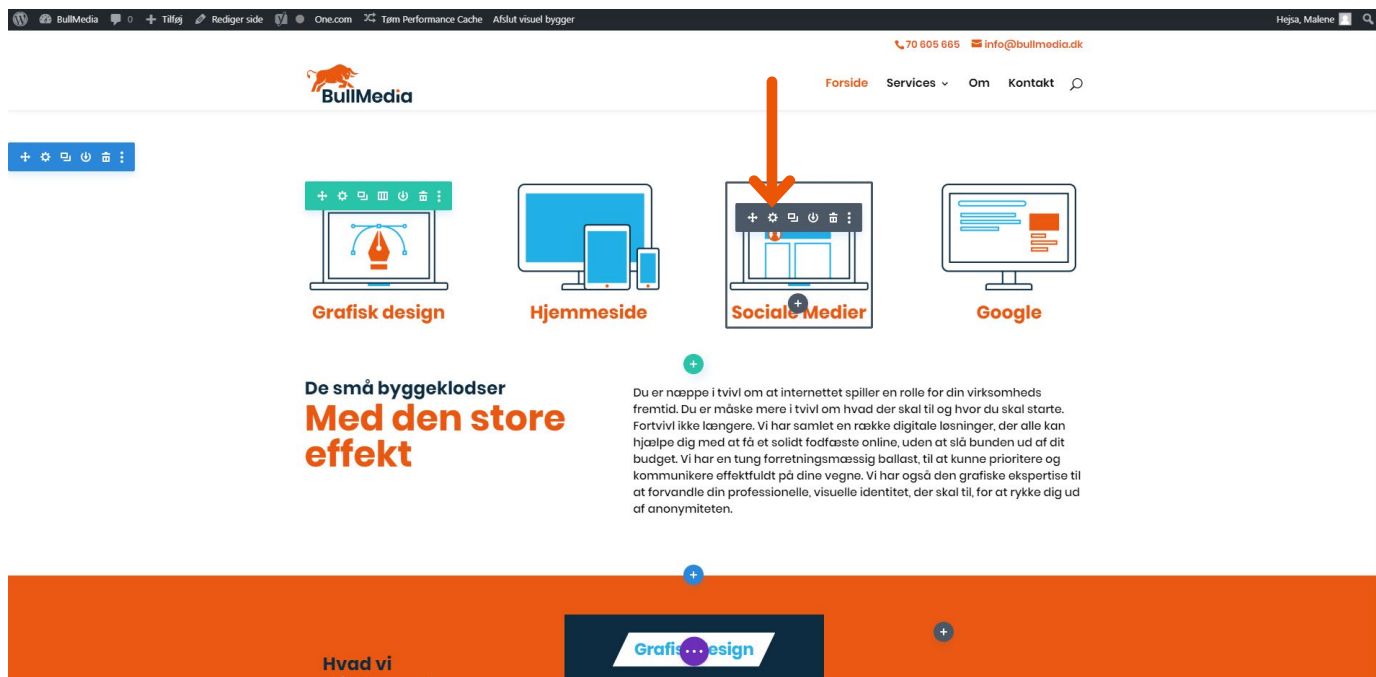 BullMedia 0 Tilføj Rediger side One.com Tøm Performance Cache Afslut visuel bygger Hejsa, Malene
70 605 665 info@bullmedia.dk
BullMedia
Forside Services Om Kontakt
Grafisk design
Hjemmeside
Sociale Medier
Google
De små byggeklodser
Med den store
effekt
Du er næppe i tvivl om at internettet spiller en rolle for din virksomheds
fremtid. Du er måske mere i tvivl om hvad der skal til og hvor du skal starte.
Fortvivl ikke længere. Vi har samlet en række digitale løsninger, der alle kan
hjælpe dig med at få et solidt fodfæste online, uden at slå bunden ud af dit
budget. Vi har en tung forretningsmæssig ballast, til at kunne prioritere og
kommunikere effektfuldt på dine vegne. Vi har også den grafiske ekspertise til
at forvandle din professionelle, visuelle identitet, der skal til, for at rykke dig ud
af anonymiteten.
Hvad vi
Grafisk design